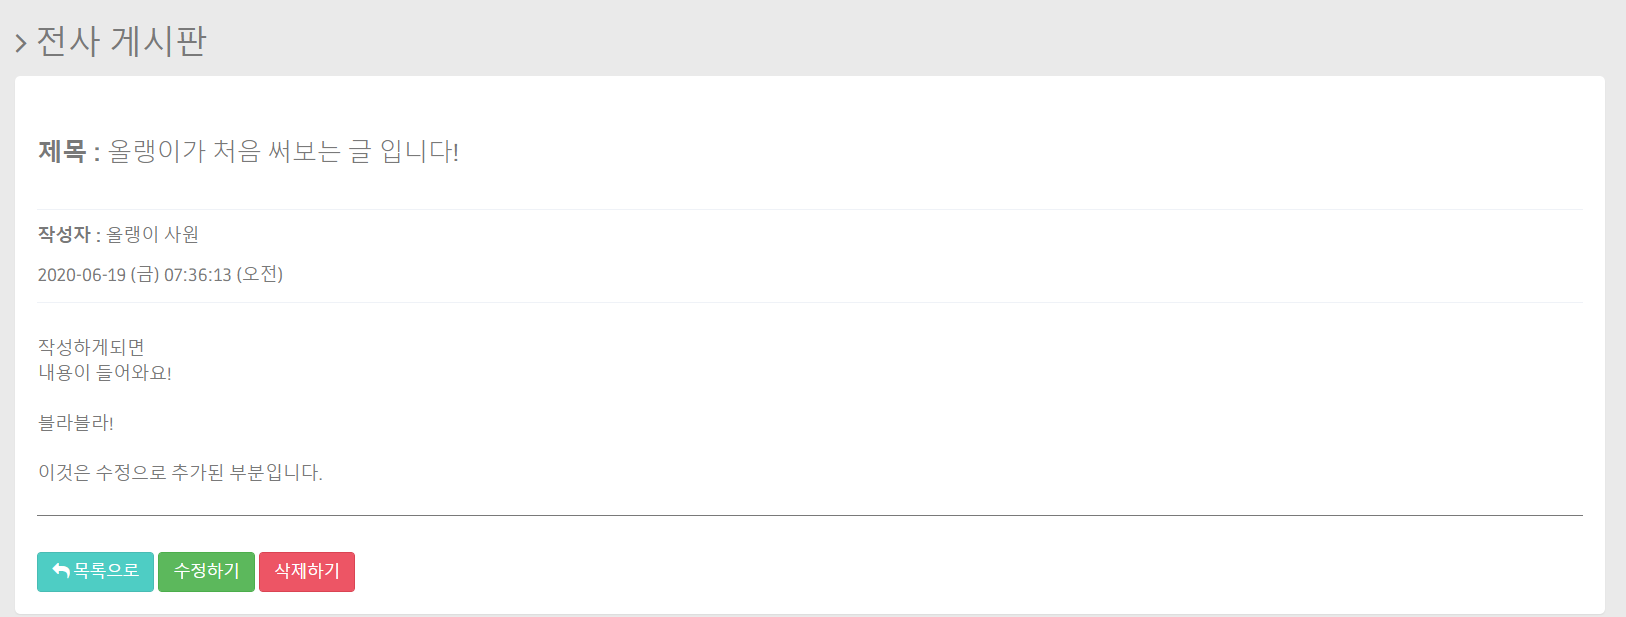 전사 게시판
제목 : 올랭이가 처음 써보는 글 입니다!
작성자 : 올랭이 사원
2020-06-19 (금) 07:36:13 (오전)
작성하게되면
내용이 들어와요!
블라블라!
이것은 수정으로 추가된 부분입니다.
목록으로 수정하기 삭제하기